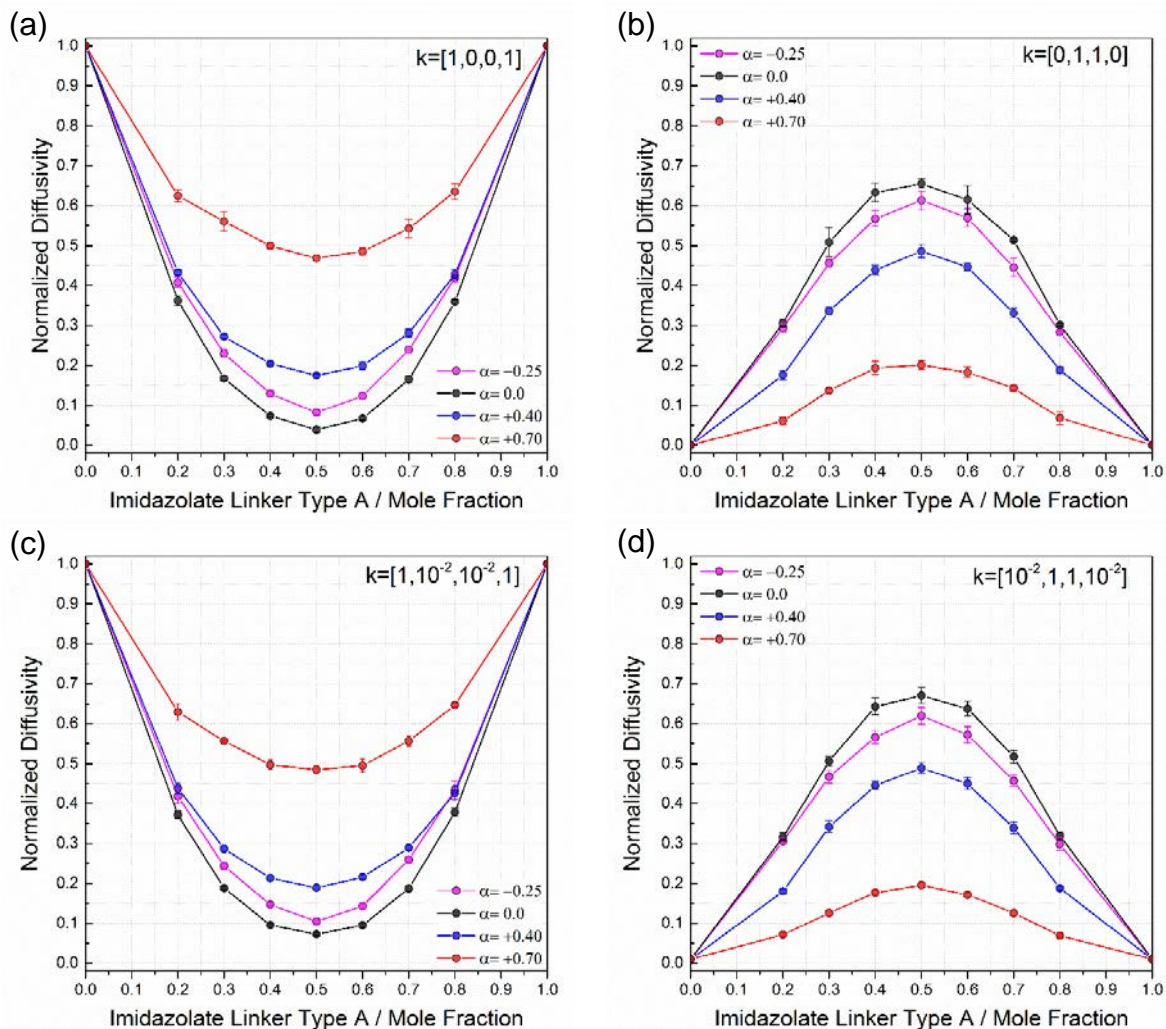 (a)
k=[1,0,0,1]
Normalized Diffusivity
1.0
0.9
0.8
0.7
0.6
0.5
0.4
0.3
0.2
0.1
0.0
α= −0.25
α= 0.0
α= +0.40
α= +0.70
0.0 0.1 0.2 0.3 0.4 0.5 0.6 0.7 0.8 0.9 1.0
Imidazolate Linker Type A / Mole Fraction
(b)
k=[0,1,1,0]
Normalized Diffusivity
1.0
0.9
0.8
0.7
0.6
0.5
0.4
0.3
0.2
0.1
0.0
α= −0.25
α= 0.0
α= +0.40
α= +0.70
0.0 0.1 0.2 0.3 0.4 0.5 0.6 0.7 0.8 0.9 1.0
Imidazolate Linker Type A / Mole Fraction
(c)
k=[1,10⁻²,10⁻²,1]
Normalized Diffusivity
1.0
0.9
0.8
0.7
0.6
0.5
0.4
0.3
0.2
0.1
0.0
α= −0.25
α= 0.0
α= +0.40
α= +0.70
0.0 0.1 0.2 0.3 0.4 0.5 0.6 0.7 0.8 0.9 1.0
Imidazolate Linker Type A / Mole Fraction
(d)
k=[10⁻²,1,1,10⁻²]
Normalized Diffusivity
1.0
0.9
0.8
0.7
0.6
0.5
0.4
0.3
0.2
0.1
0.0
α= −0.25
α= 0.0
α= +0.40
α= +0.70
0.0 0.1 0.2 0.3 0.4 0.5 0.6 0.7 0.8 0.9 1.0
Imidazolate Linker Type A / Mole Fraction